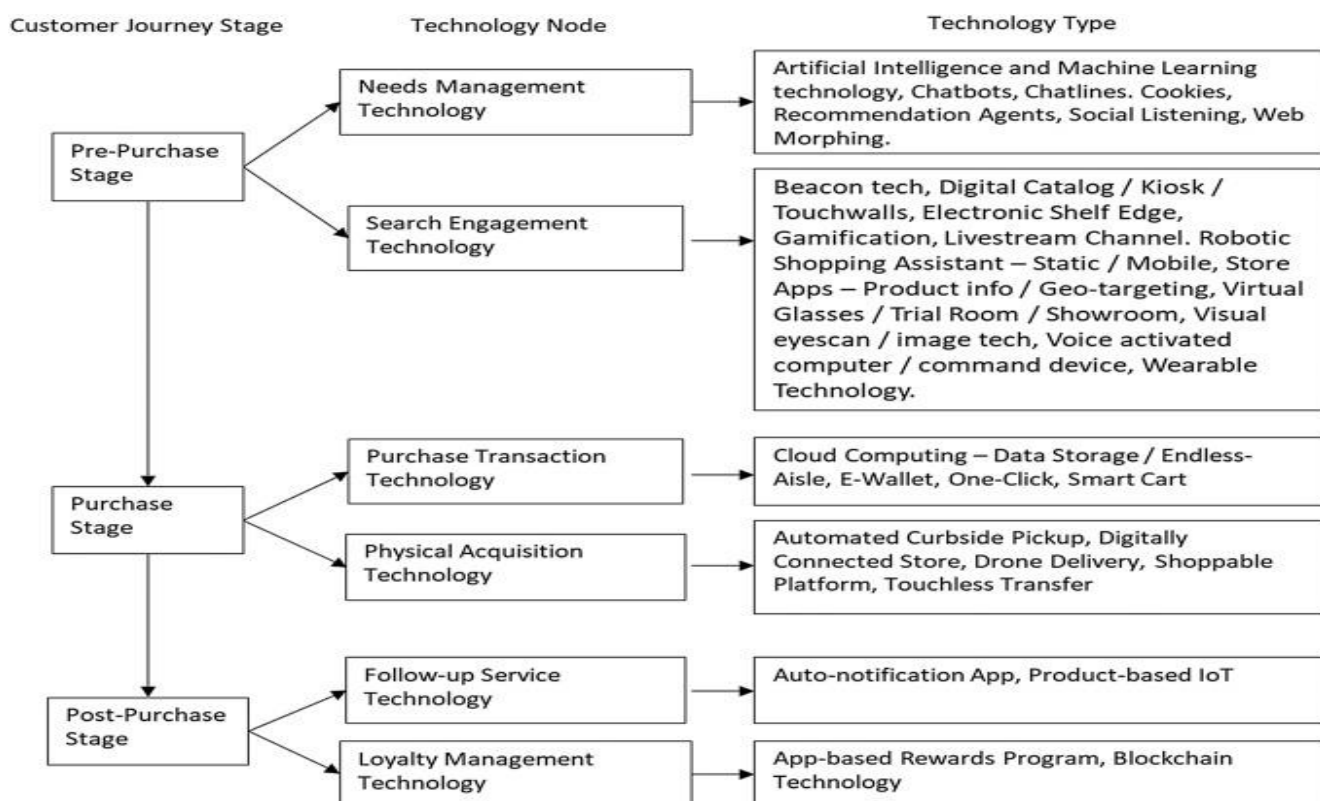 Customer Journey Stage
Technology Node
Technology Type
Pre-Purchase
Stage
Needs Management
Technology
Artificial Intelligence and Machine Learning
technology, Chatbots, Chatlines. Cookies,
Recommendation Agents, Social Listening, Web
Morphing.
Search Engagement
Technology
Beacon tech, Digital Catalog / Kiosk /
Touchwalls, Electronic Shelf Edge,
Gamification, Livestream Channel. Robotic
Shopping Assistant – Static / Mobile, Store
Apps – Product info / Geo-targeting, Virtual
Glasses / Trial Room / Showroom, Visual
eyescan / image tech, Voice activated
computer / command device, Wearable
Technology.
Purchase
Stage
Purchase Transaction
Technology
Cloud Computing – Data Storage / Endless-
Aisle, E-Wallet, One-Click, Smart Cart
Physical Acquisition
Technology
Automated Curbside Pickup, Digitally
Connected Store, Drone Delivery, Shoppable
Platform, Touchless Transfer
Post-Purchase
Stage
Follow-up Service
Technology
Auto-notification App, Product-based IoT
Loyalty Management
Technology
App-based Rewards Program, Blockchain
Technology